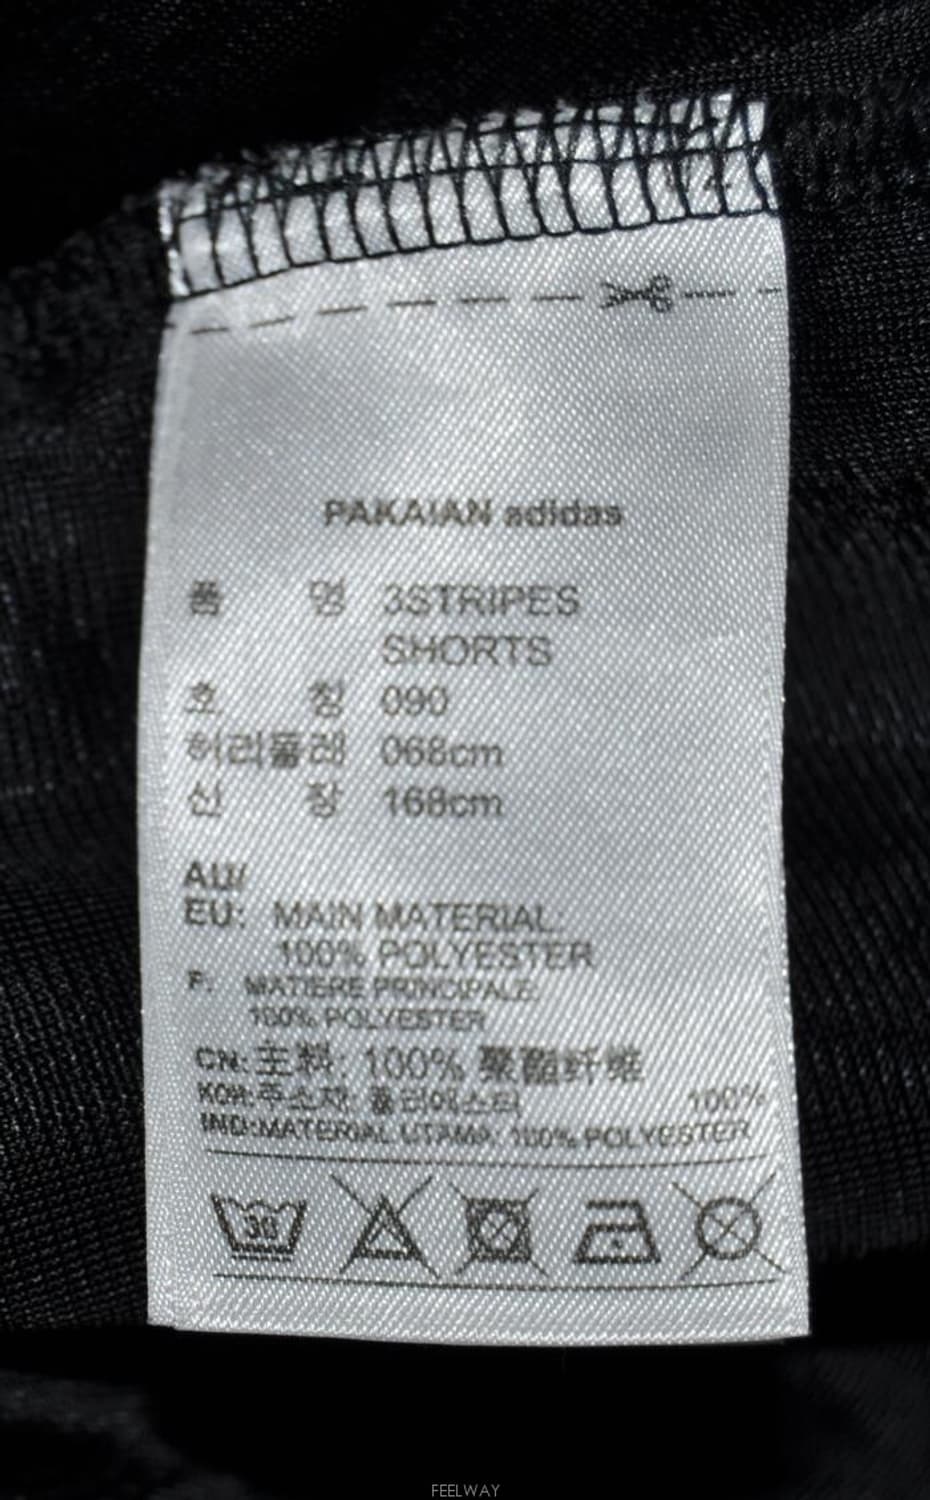 PAKAIAN adidas
품 명 3STRIPES
SHORTS
호 칭 090
허리둘레 068cm
신 장 168cm
AU/
EU: MAIN MATERIAL:
100% POLYESTER
F: MATIERE PRINCIPALE:
100% POLYESTER
CN: 主料: 100% 聚酯纤维
KOR: 주소재: 폴리에스터 100%
IND: MATERIAL UTAMA: 100% POLYESTER
30
FEELWAY